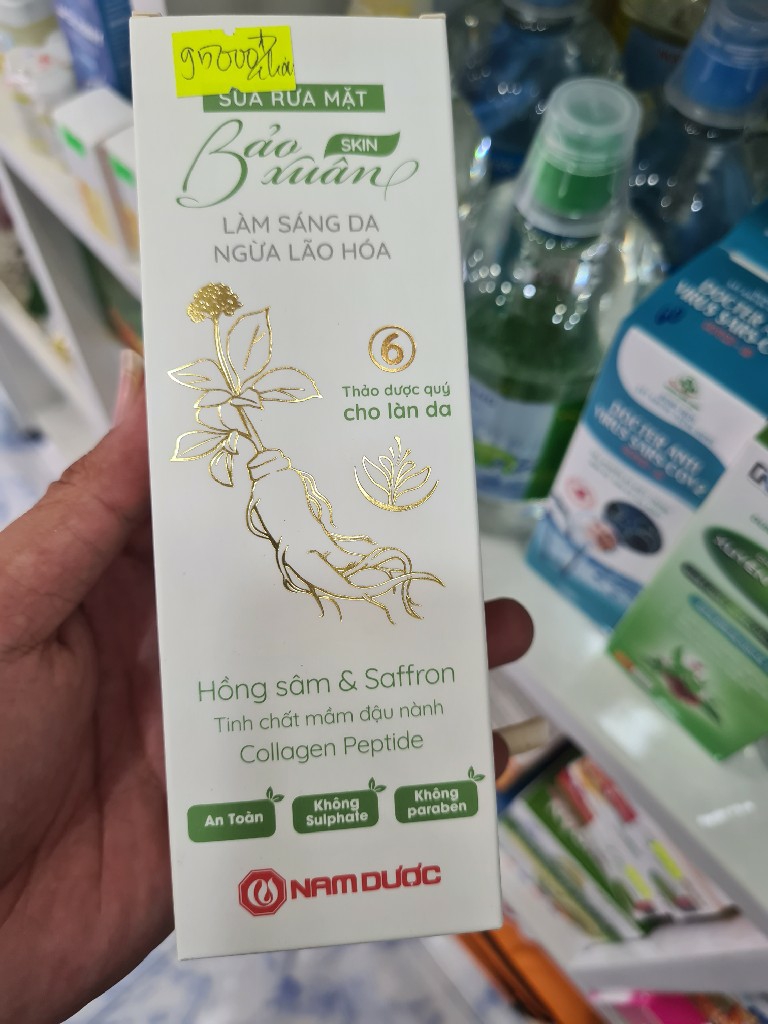 95000đ
SỮA RỬA MẶT
Bảo xuân
SKIN
LÀM SÁNG DA
NGỪA LÃO HÓA
6
Thảo dược quý
cho làn da
Hồng sâm & Saffron
Tinh chất mầm đậu nành
Collagen Peptide
An Toàn
Không
Sulphate
Không
paraben
NAM DƯỢC